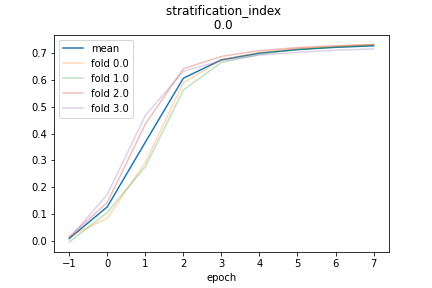 stratification_index
0.0
mean
fold 0.0
fold 1.0
fold 2.0
fold 3.0
0.7
0.6
0.5
0.4
0.3
0.2
0.1
0.0
−1 0 1 2 3 4 5 6 7
epoch